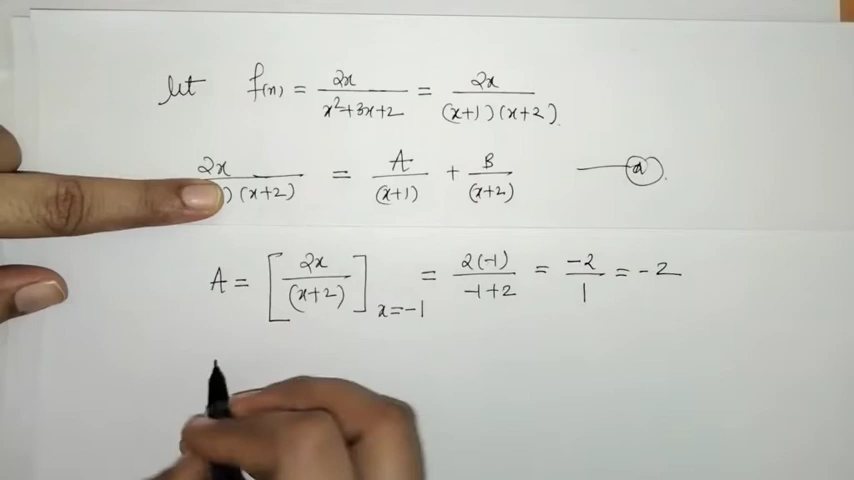 let f(x) = 2x / x²+3x+2 = 2x / (x+1)(x+2).
2x / )(x+2) = A / (x+1) + B / (x+2) — (a).
A = [2x / (x+2)] x=-1 = 2(-1) / -1+2 = -2 / 1 = -2